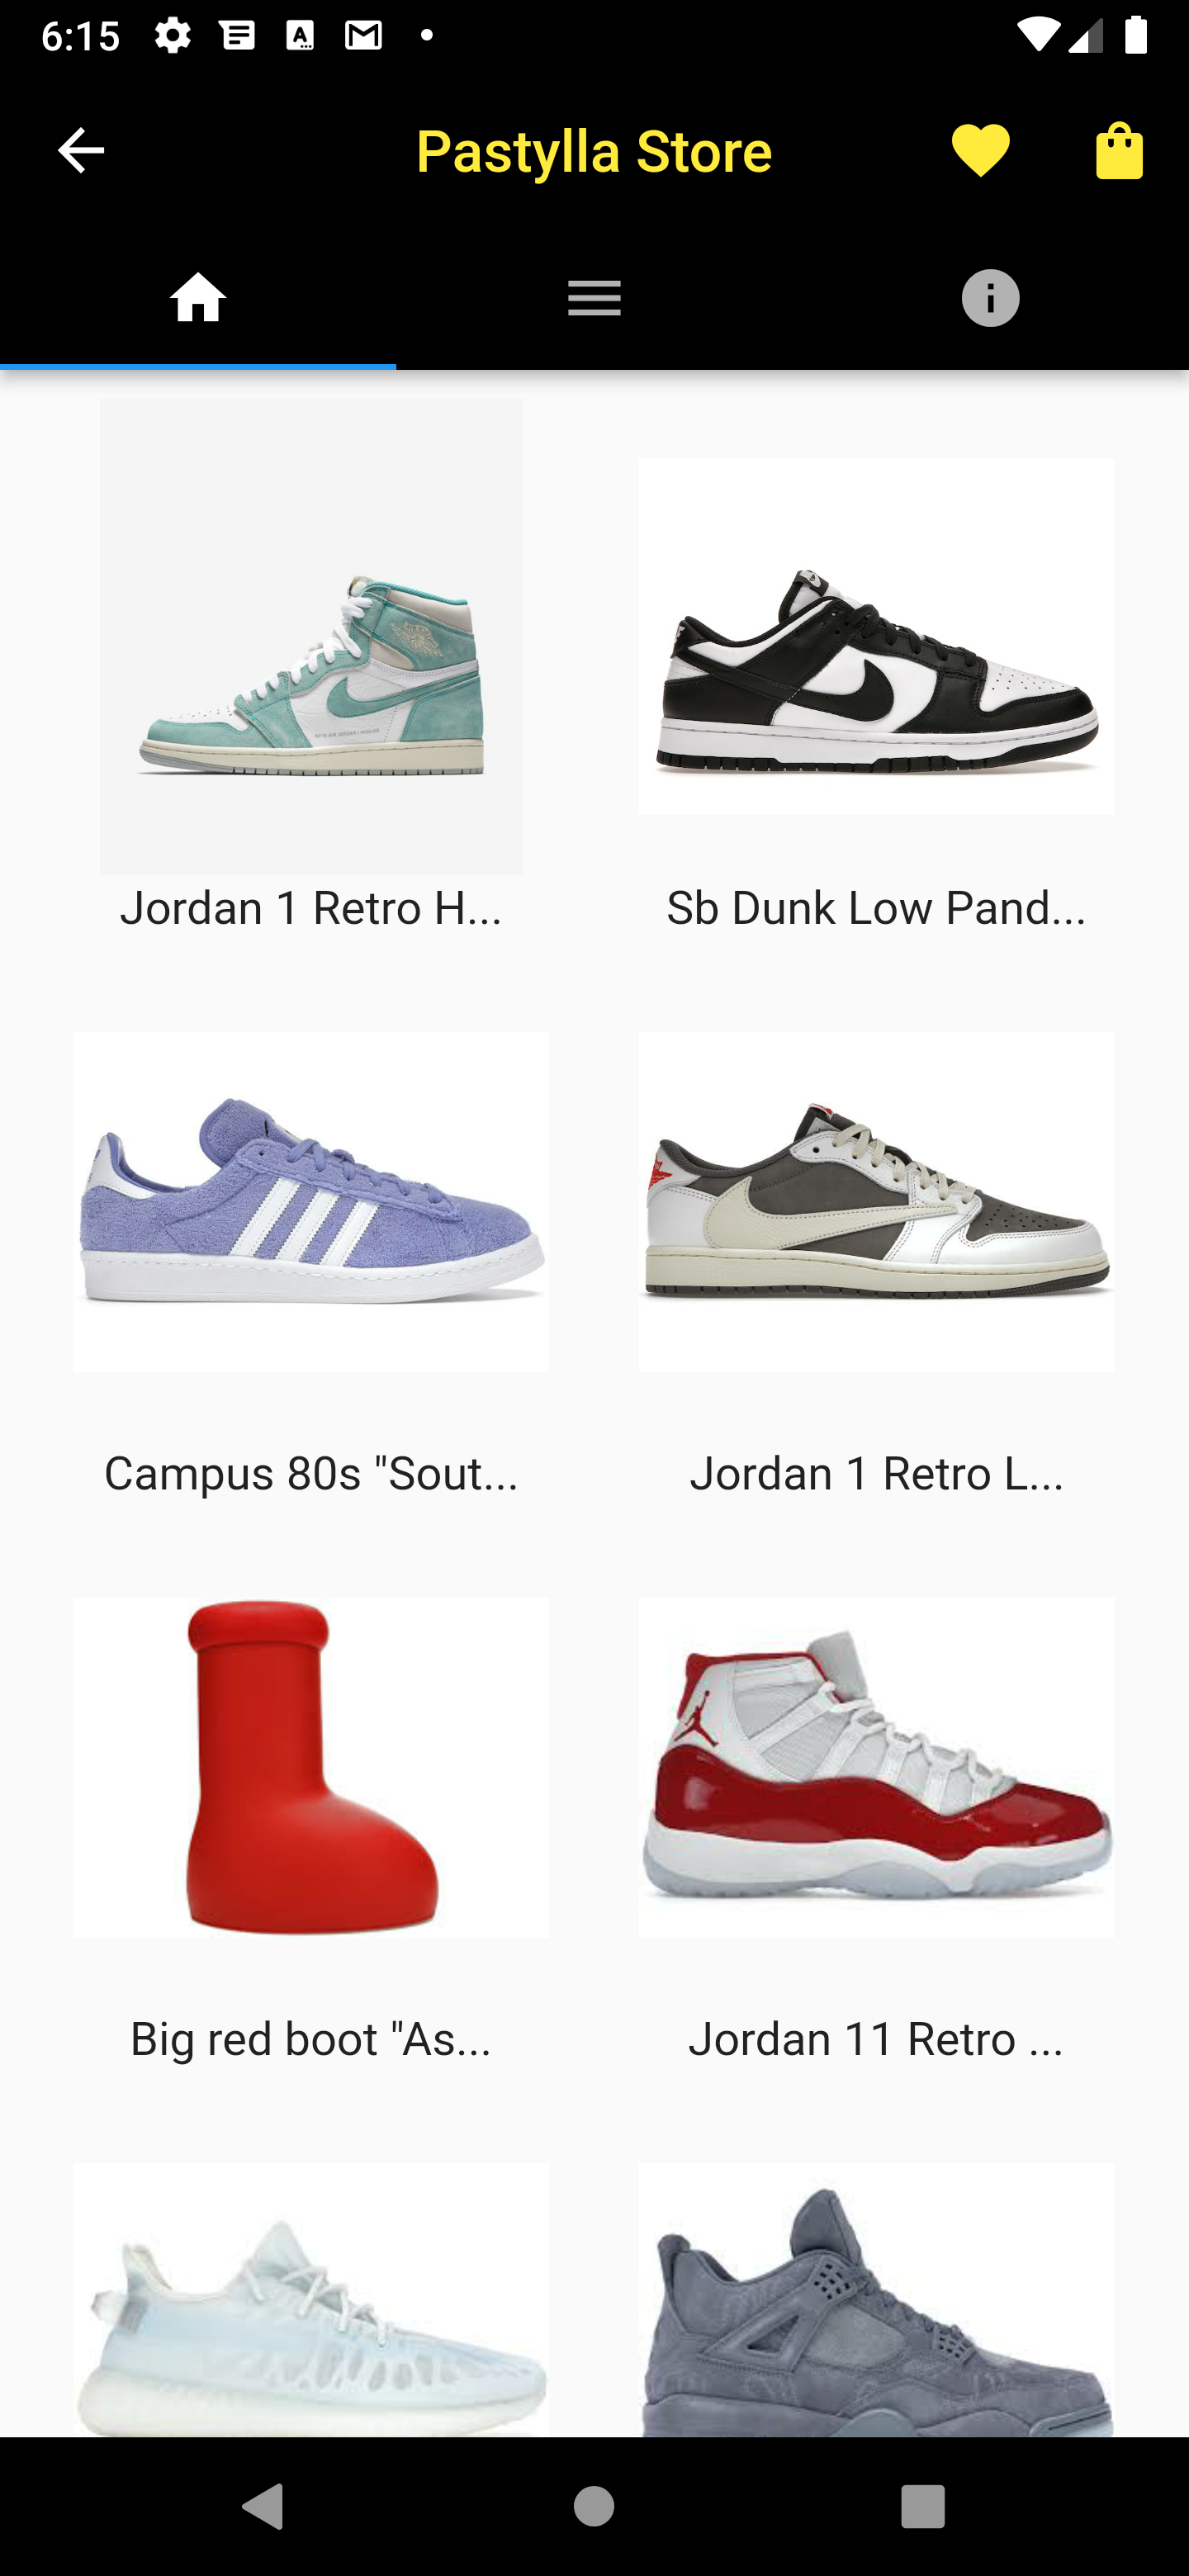 6:15
Pastylla Store
Jordan 1 Retro H...
Sb Dunk Low Pand...
Campus 80s "Sout...
Jordan 1 Retro L...
Big red boot "As...
Jordan 11 Retro ...